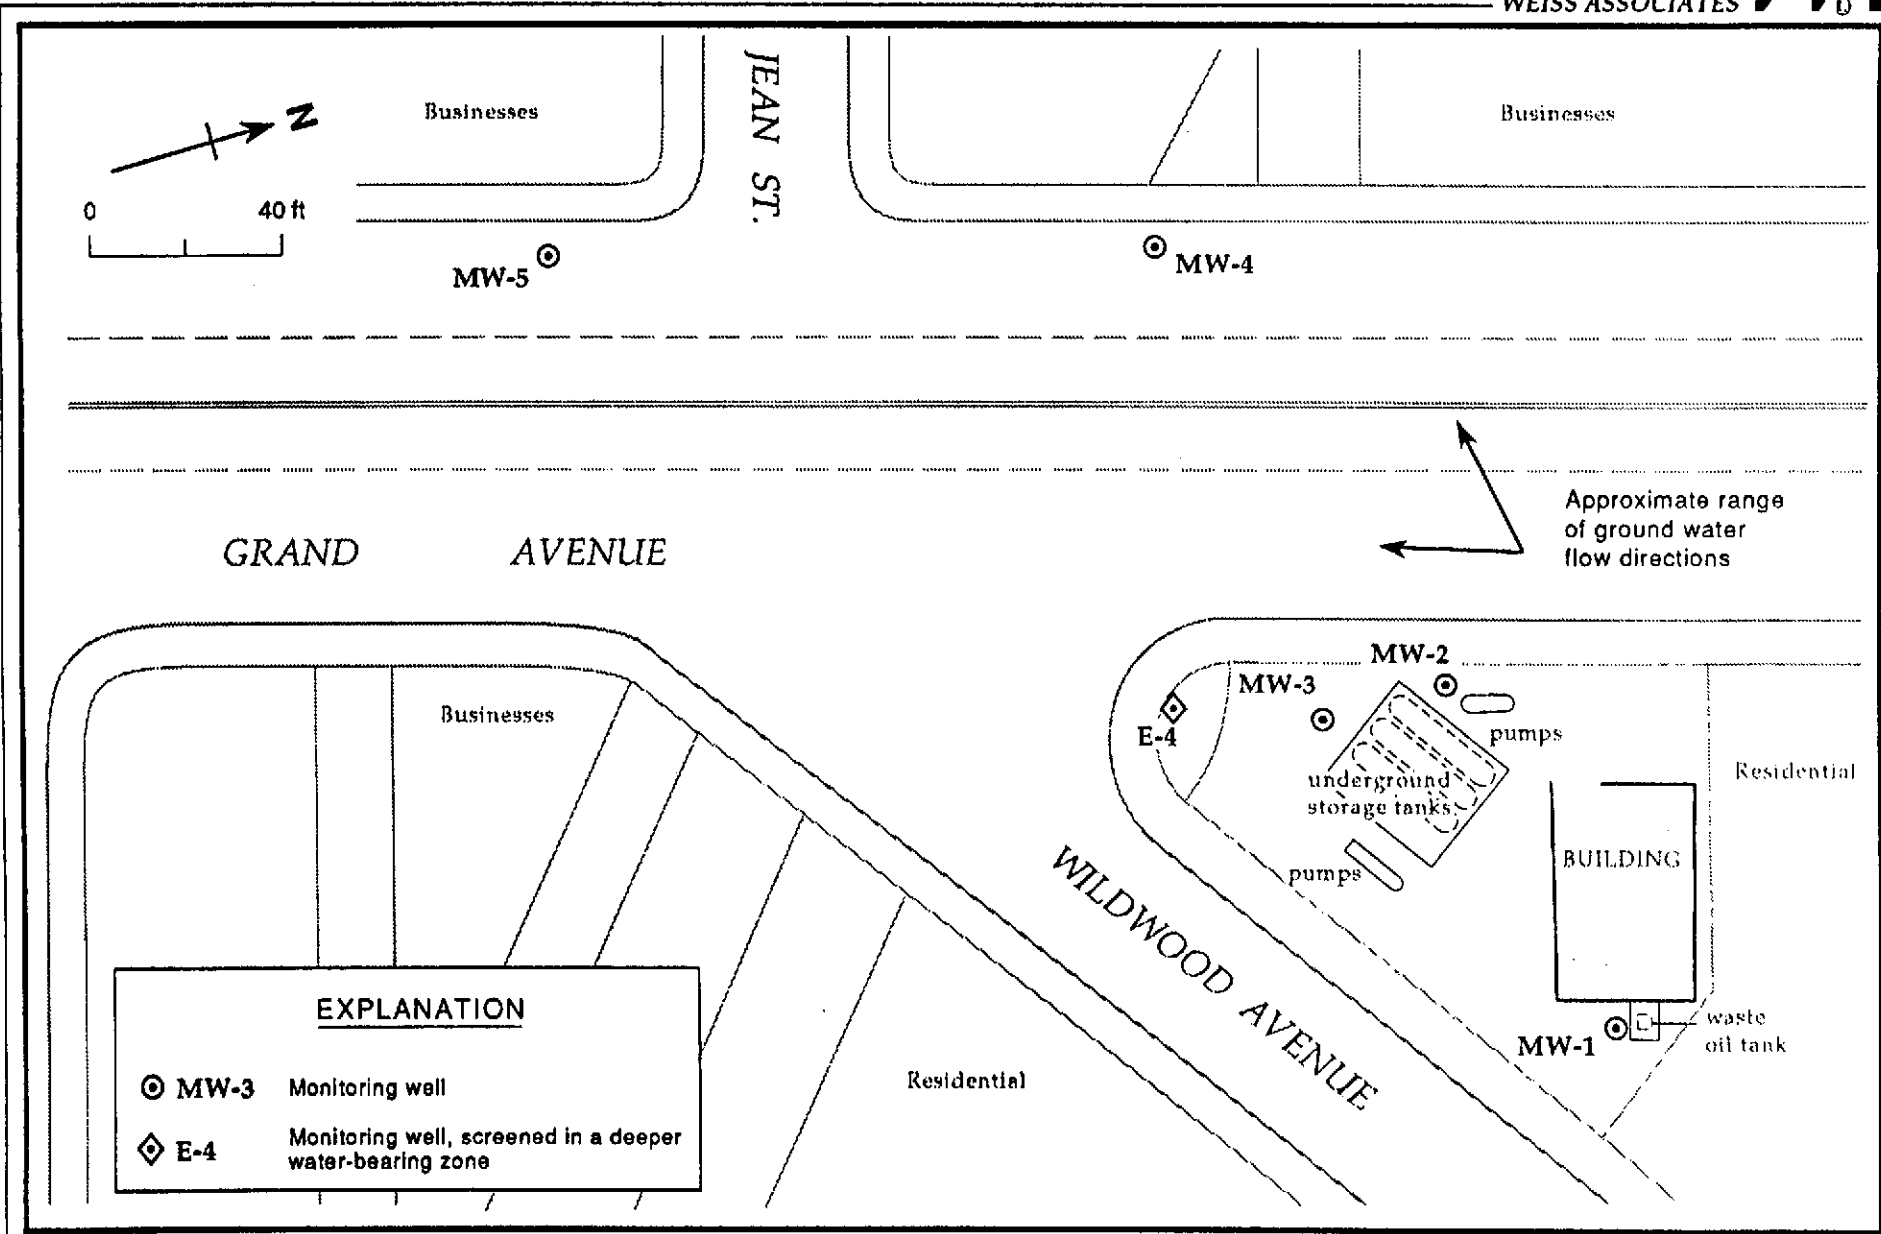 WEISS ASSOCIATES
JEAN ST.
Businesses
Businesses
N
0 40 ft
MW-5
MW-4
Approximate range
of ground water
flow directions
GRAND AVENUE
MW-2
MW-3
E-4
pumps
Businesses
underground
storage tanks
Residential
BUILDING
pumps
WILDWOOD AVENUE
MW-1
waste
oil tank
Residential
EXPLANATION
MW-3 Monitoring well
E-4 Monitoring well, screened in a deeper
water-bearing zone